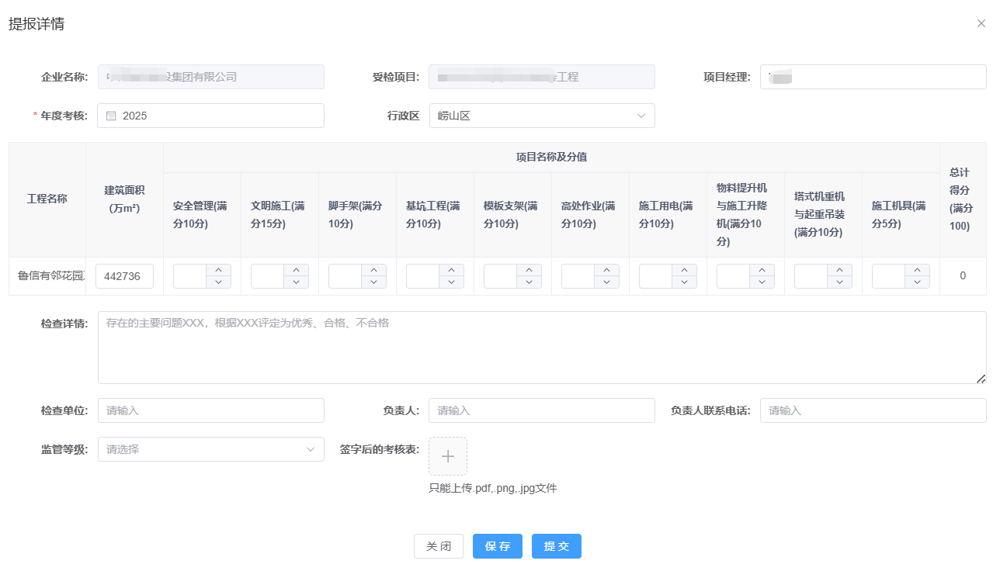 提报详情
企业名称: 设集团有限公司
受检项目: 工程
项目经理:
* 年度考核: 2025
行政区 崂山区
项目名称及分值
工程名称
建筑面积
(万m²)
安全管理(满
分10分)
文明施工(满
分15分)
脚手架(满分
10分)
基坑工程(满
分10分)
模板支架(满
分10分)
高处作业(满
分10分)
施工用电(满
分10分)
物料提升机
与施工升降
机(满分10
分)
塔式机重机
与起重吊装
(满分10分)
施工机具(满
分5分)
总计
得分
(满分
100)
鲁信有邻花园 442736 0
检查详情: 存在的主要问题XXX，根据XXX评定为优秀、合格、不合格
检查单位: 请输入
负责人: 请输入
负责人联系电话: 请输入
监管等级: 请选择
签字后的考核表:
只能上传.pdf,.png,.jpg文件
关 闭
保 存
提 交